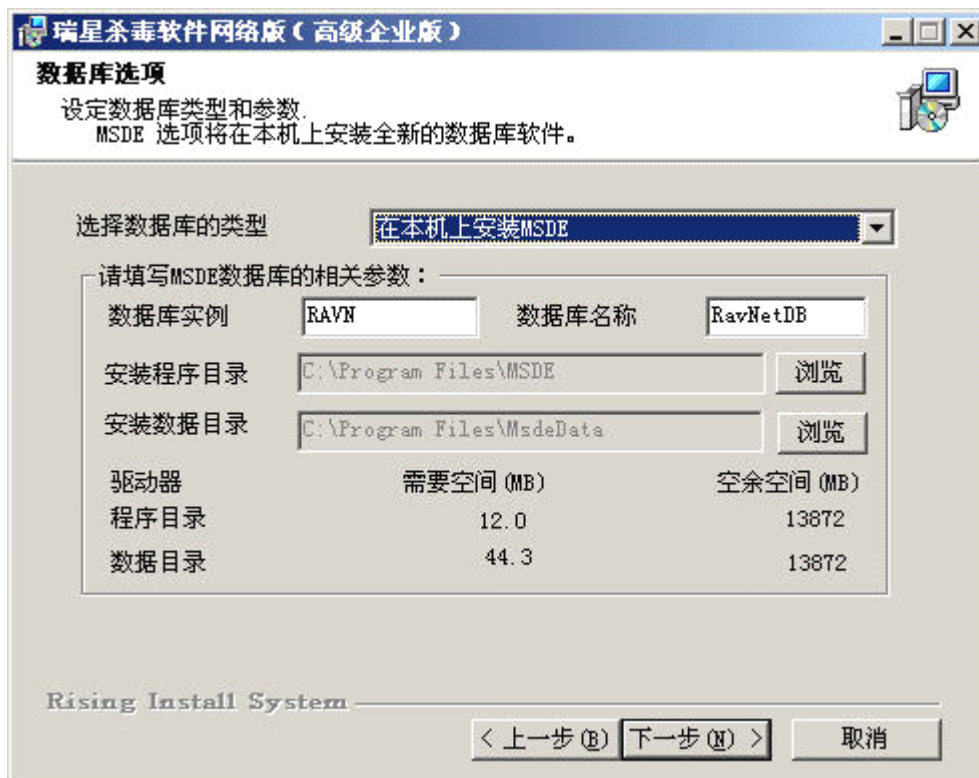 瑞星杀毒软件网络版（高级企业版）
数据库选项
设定数据库类型和参数.
MSDE 选项将在本机上安装全新的数据库软件。
选择数据库的类型 在本机上安装MSDE
请填写MSDE数据库的相关参数：
数据库实例 RAVN 数据库名称 RavNetDB
安装程序目录 C:\Program Files\MSDE 浏览
安装数据目录 C:\Program Files\MsdeData 浏览
驱动器 需要空间(MB) 空余空间(MB)
程序目录 12.0 13872
数据目录 44.3 13872
Rising Install System
< 上一步(B) 下一步(N) > 取消